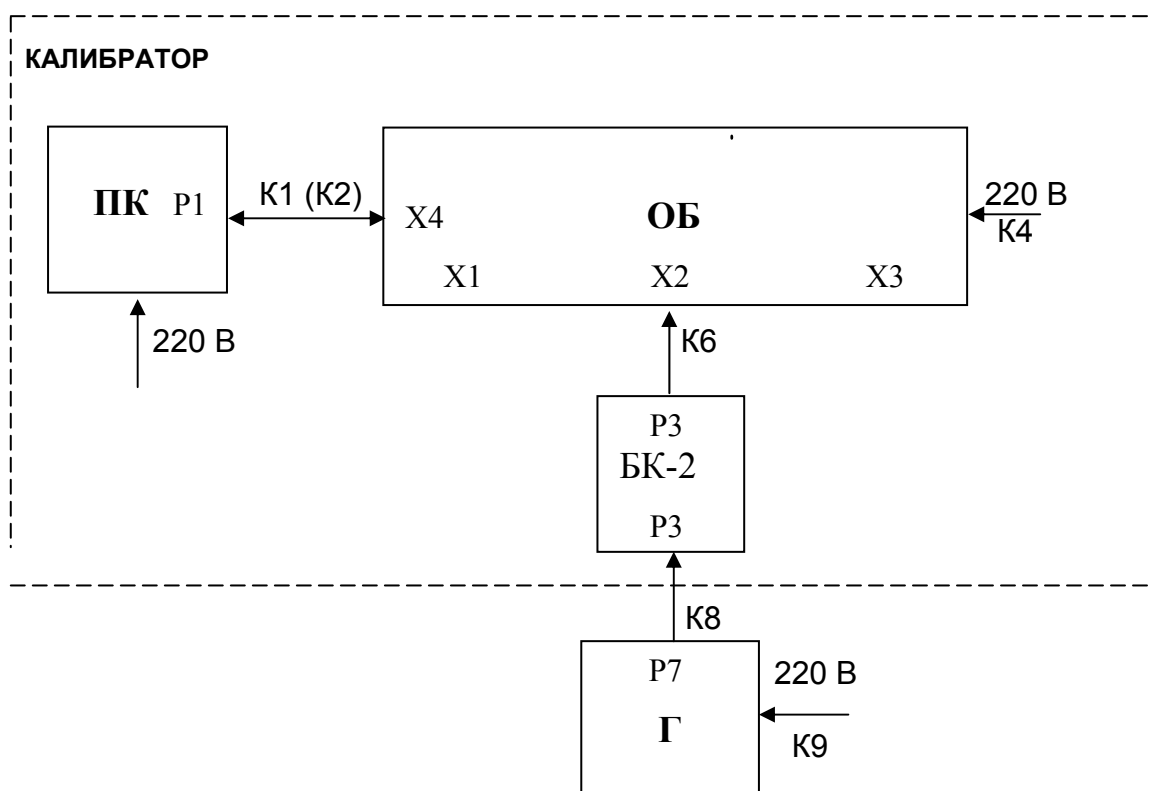 КАЛИБРАТОР
ПК Р1
К1 (К2)
Х4
ОБ
220 В
К4
Х1 Х2 Х3
220 В
К6
Р3
БК-2
Р3
К8
Р7
220 В
Г
К9